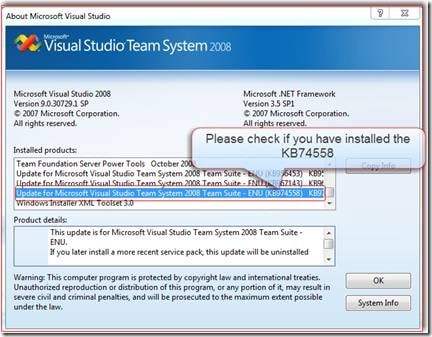 About Microsoft Visual Studio
Microsoft®
Visual Studio Team System 2008
Microsoft Visual Studio 2008
Version 9.0.30729.1 SP
© 2007 Microsoft Corporation.
All rights reserved.
Microsoft .NET Framework
Version 3.5 SP1
© 2007 Microsoft Corporation.
All rights reserved.
Please check if you have installed the
KB74558
Installed products:
Copy Info
Team Foundation Server Power Tools October 200
Update for Microsoft Visual Studio Team System 2008 Team Suite - ENU (KB956453) KB95
Update for Microsoft Visual Studio Team System 2008 Team Suite - ENU (KB967143) KB96
Update for Microsoft Visual Studio Team System 2008 Team Suite - ENU (KB974558) KB97
Windows Installer XML Toolset 3.0
Product details:
This update is for Microsoft Visual Studio Team System 2008 Team Suite -
ENU.
If you later install a more recent service pack, this update will be uninstalled
Warning: This computer program is protected by copyright law and international treaties.
Unauthorized reproduction or distribution of this program, or any portion of it, may result in
severe civil and criminal penalties, and will be prosecuted to the maximum extent possible
under the law.
OK
System Info